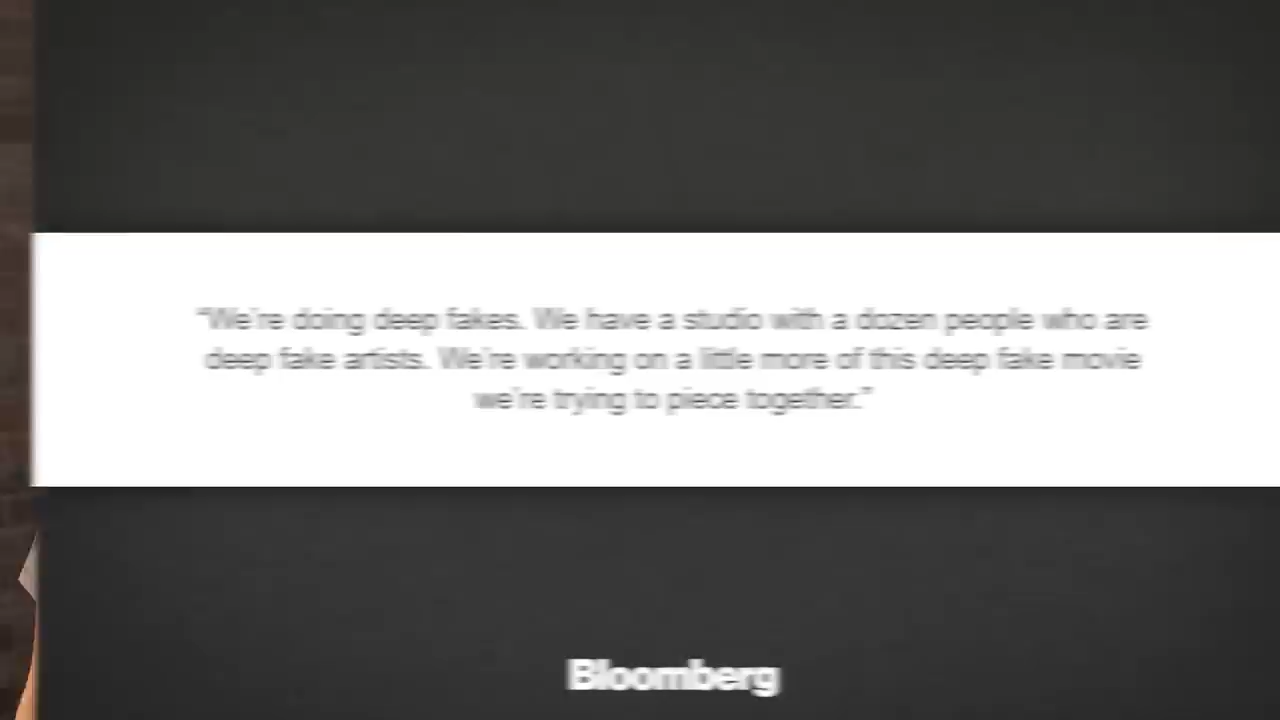 "We're doing deep fakes. We have a studio with a dozen people who are
deep fake artists. We're working on a little more of this deep fake movie
we're trying to piece together."
Bloomberg